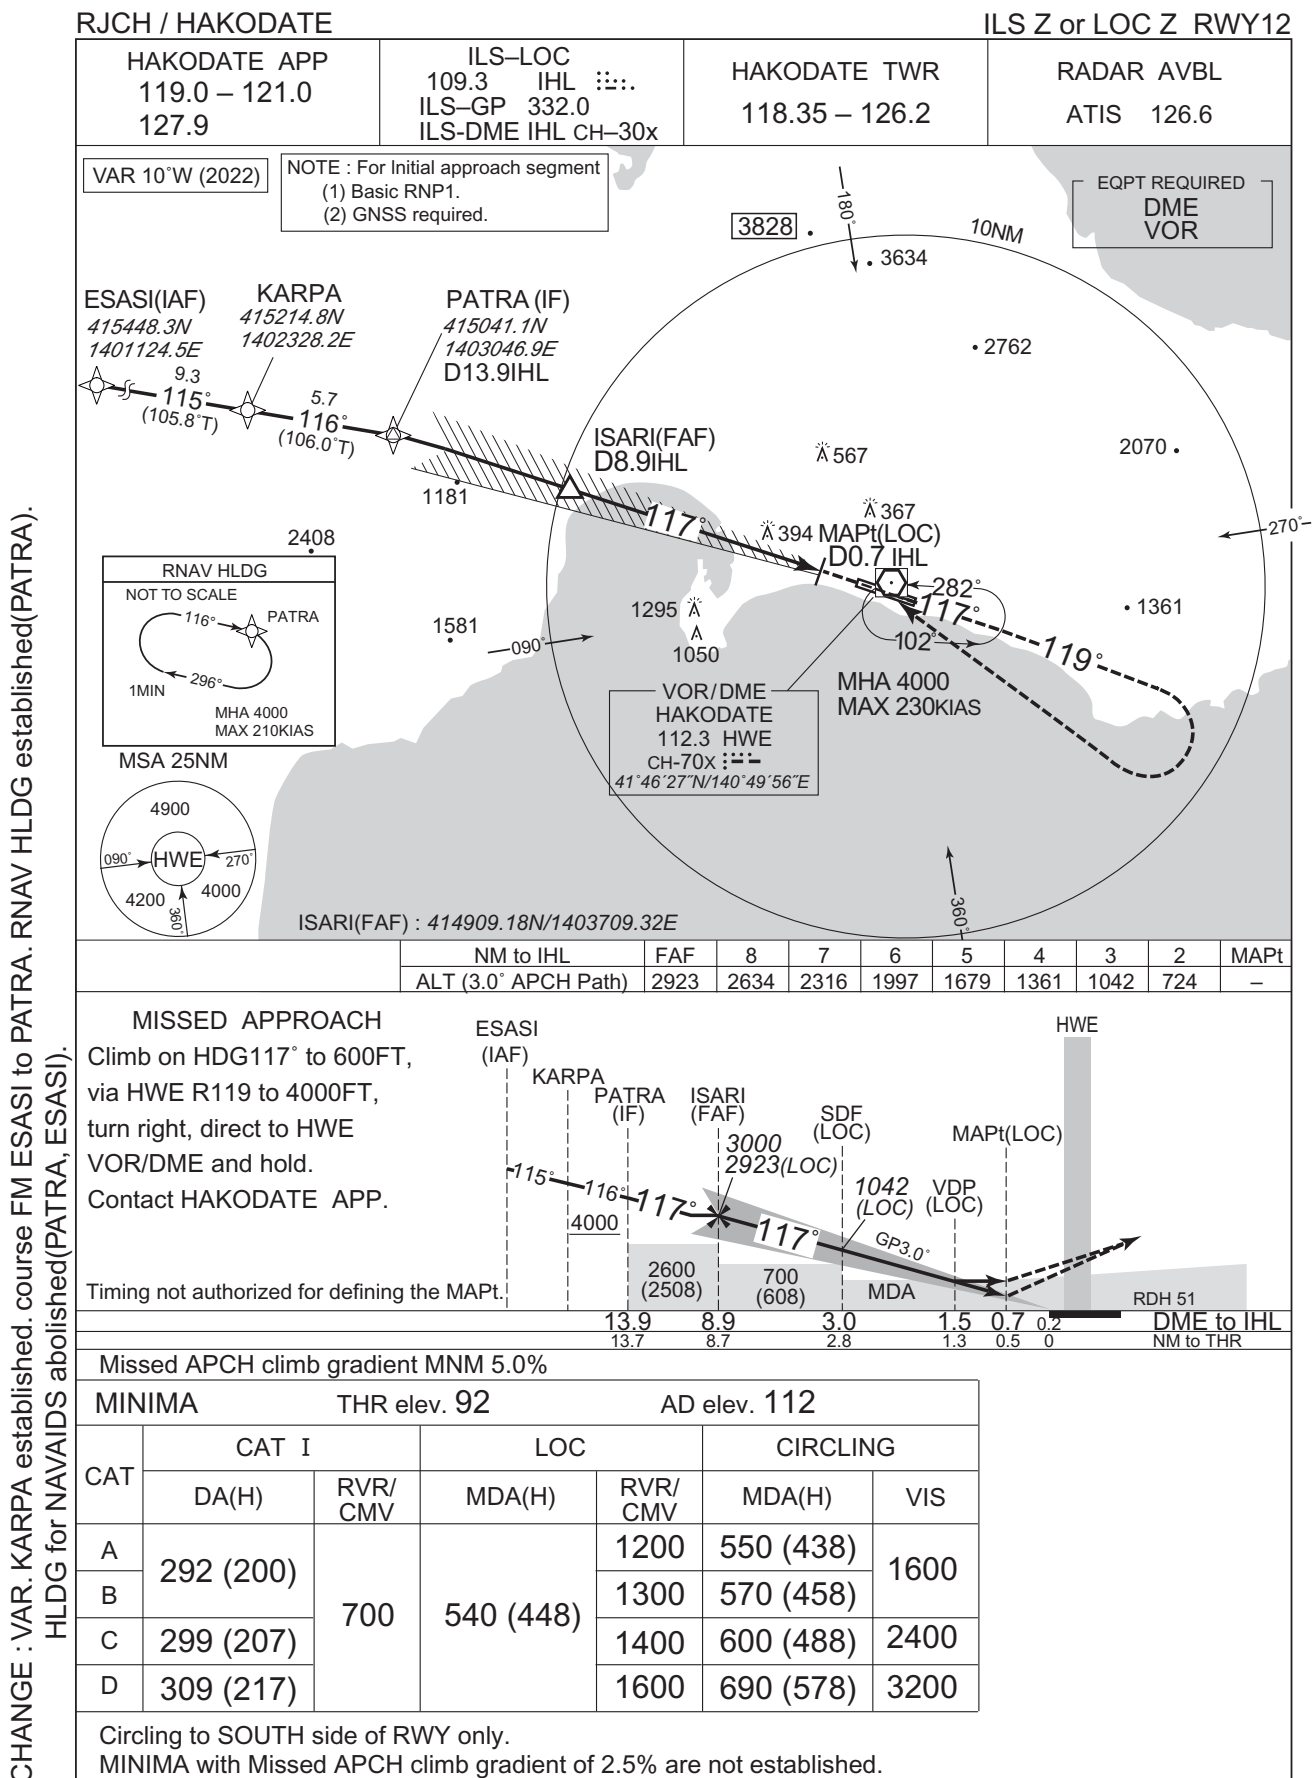 RJCH / HAKODATE
ILS Z or LOC Z RWY12
HAKODATE APP
119.0 – 121.0
127.9
ILS–LOC
109.3 IHL
ILS–GP 332.0
ILS-DME IHL CH–30x
HAKODATE TWR
118.35 – 126.2
RADAR AVBL
ATIS 126.6
VAR 10°W (2022)
NOTE : For Initial approach segment
(1) Basic RNP1.
(2) GNSS required.
EQPT REQUIRED
DME
VOR
3828
180°
3634
10NM
2762
ESASI(IAF)
415448.3N
1401124.5E
KARPA
415214.8N
1402328.2E
PATRA (IF)
415041.1N
1403046.9E
D13.9IHL
9.3
115°
(105.8°T)
5.7
116°
(106.0°T)
ISARI(FAF)
D8.9IHL
567
2070
1181
117°
367
394
MAPt(LOC)
D0.7 IHL
270°
2408
282°
117°
1361
RNAV HLDG
NOT TO SCALE
116°
PATRA
296°
1MIN
MHA 4000
MAX 210KIAS
1581
090°
1295
1050
102°
119°
MHA 4000
MAX 230KIAS
VOR/DME
HAKODATE
112.3 HWE
CH-70X
41°46′27″N/140°49′56″E
MSA 25NM
4900
090°
HWE
270°
4200
4000
360°
360°
ISARI(FAF) : 414909.18N/1403709.32E
NM to IHL FAF 8 7 6 5 4 3 2 MAPt
ALT (3.0° APCH Path) 2923 2634 2316 1997 1679 1361 1042 724 –
MISSED APPROACH
Climb on HDG117° to 600FT,
via HWE R119 to 4000FT,
turn right, direct to HWE
VOR/DME and hold.
Contact HAKODATE APP.
Timing not authorized for defining the MAPt.
ESASI
(IAF)
KARPA
PATRA
(IF)
ISARI
(FAF)
SDF
(LOC)
MAPt(LOC)
HWE
3000
2923(LOC)
1042
(LOC)
VDP
(LOC)
115°
116°
117°
117°
GP3.0°
4000
2600
(2508)
700
(608)
MDA
RDH 51
13.9 8.9 3.0 1.5 0.7 0.2 DME to IHL
13.7 8.7 2.8 1.3 0.5 0 NM to THR
Missed APCH climb gradient MNM 5.0%
MINIMA THR elev. 92 AD elev. 112
CAT CAT I LOC CIRCLING
DA(H) RVR/CMV MDA(H) RVR/CMV MDA(H) VIS
A 292 (200) 700 540 (448) 1200 550 (438) 1600
B 1300 570 (458)
C 299 (207) 1400 600 (488) 2400
D 309 (217) 1600 690 (578) 3200
Circling to SOUTH side of RWY only.
MINIMA with Missed APCH climb gradient of 2.5% are not established.
CHANGE : VAR. KARPA established. course FM ESASI to PATRA. RNAV HLDG established(PATRA).
HLDG for NAVAIDS abolished(PATRA, ESASI).